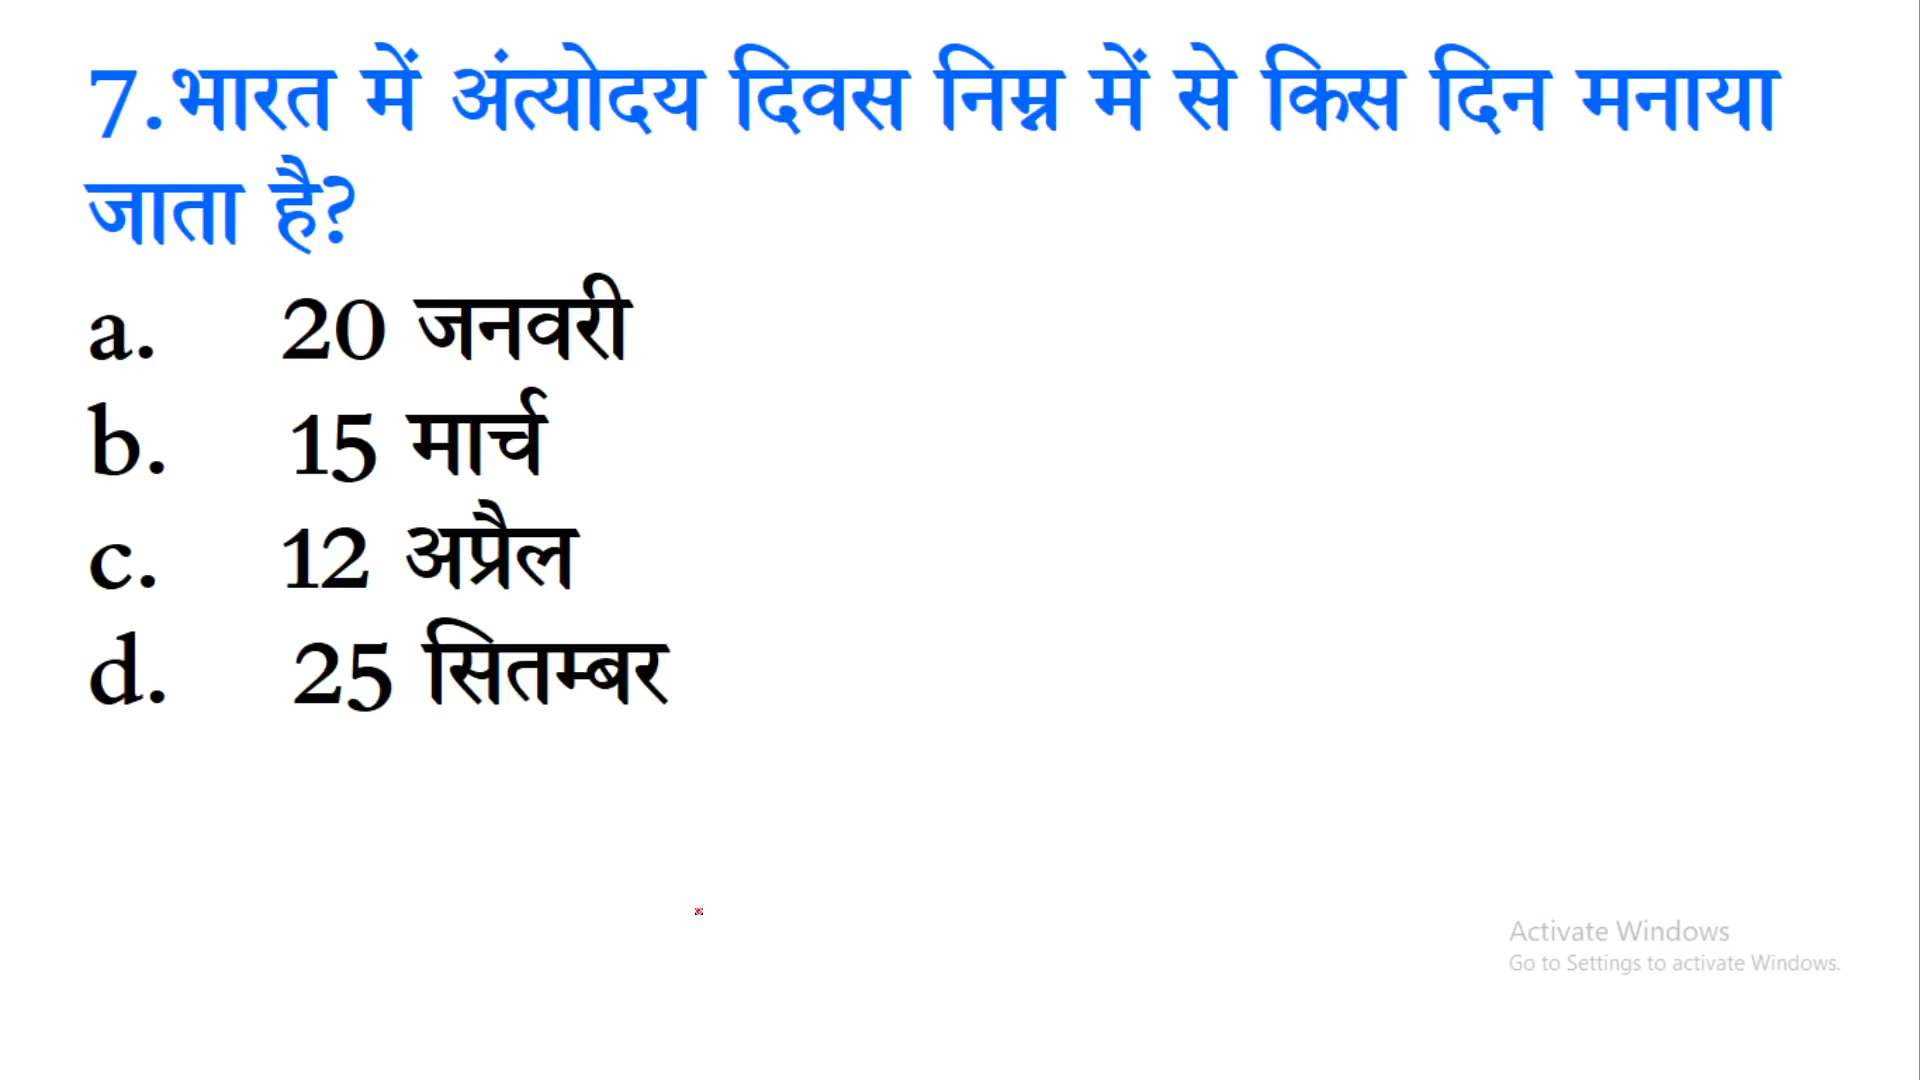 7.भारत में अंत्योदय दिवस निम्न में से किस दिन मनाया
जाता है?
a. 20 जनवरी
b. 15 मार्च
c. 12 अप्रैल
d. 25 सितम्बर
Activate Windows
Go to Settings to activate Windows.